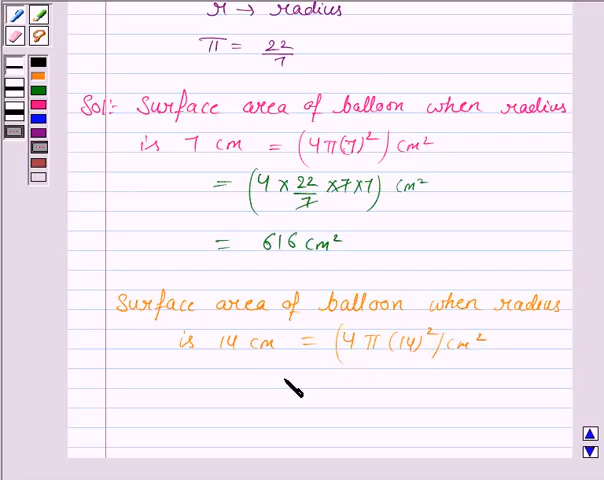 r → radius
π = 22/7
Sol:- Surface area of balloon when radius
is 7 cm = (4π(7)²) cm²
= (4 × 22/7 × 7 × 7) cm²
= 616 cm²
Surface area of balloon when radius
is 14 cm = (4 π (14)²) cm²